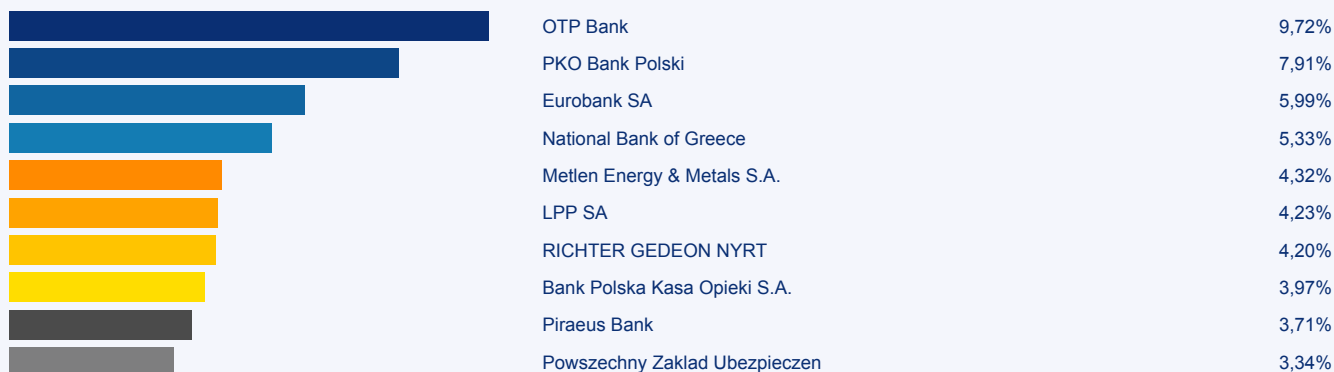 OTP Bank 9,72%
PKO Bank Polski 7,91%
Eurobank SA 5,99%
National Bank of Greece 5,33%
Metlen Energy & Metals S.A. 4,32%
LPP SA 4,23%
RICHTER GEDEON NYRT 4,20%
Bank Polska Kasa Opieki S.A. 3,97%
Piraeus Bank 3,71%
Powszechny Zaklad Ubezpieczen 3,34%